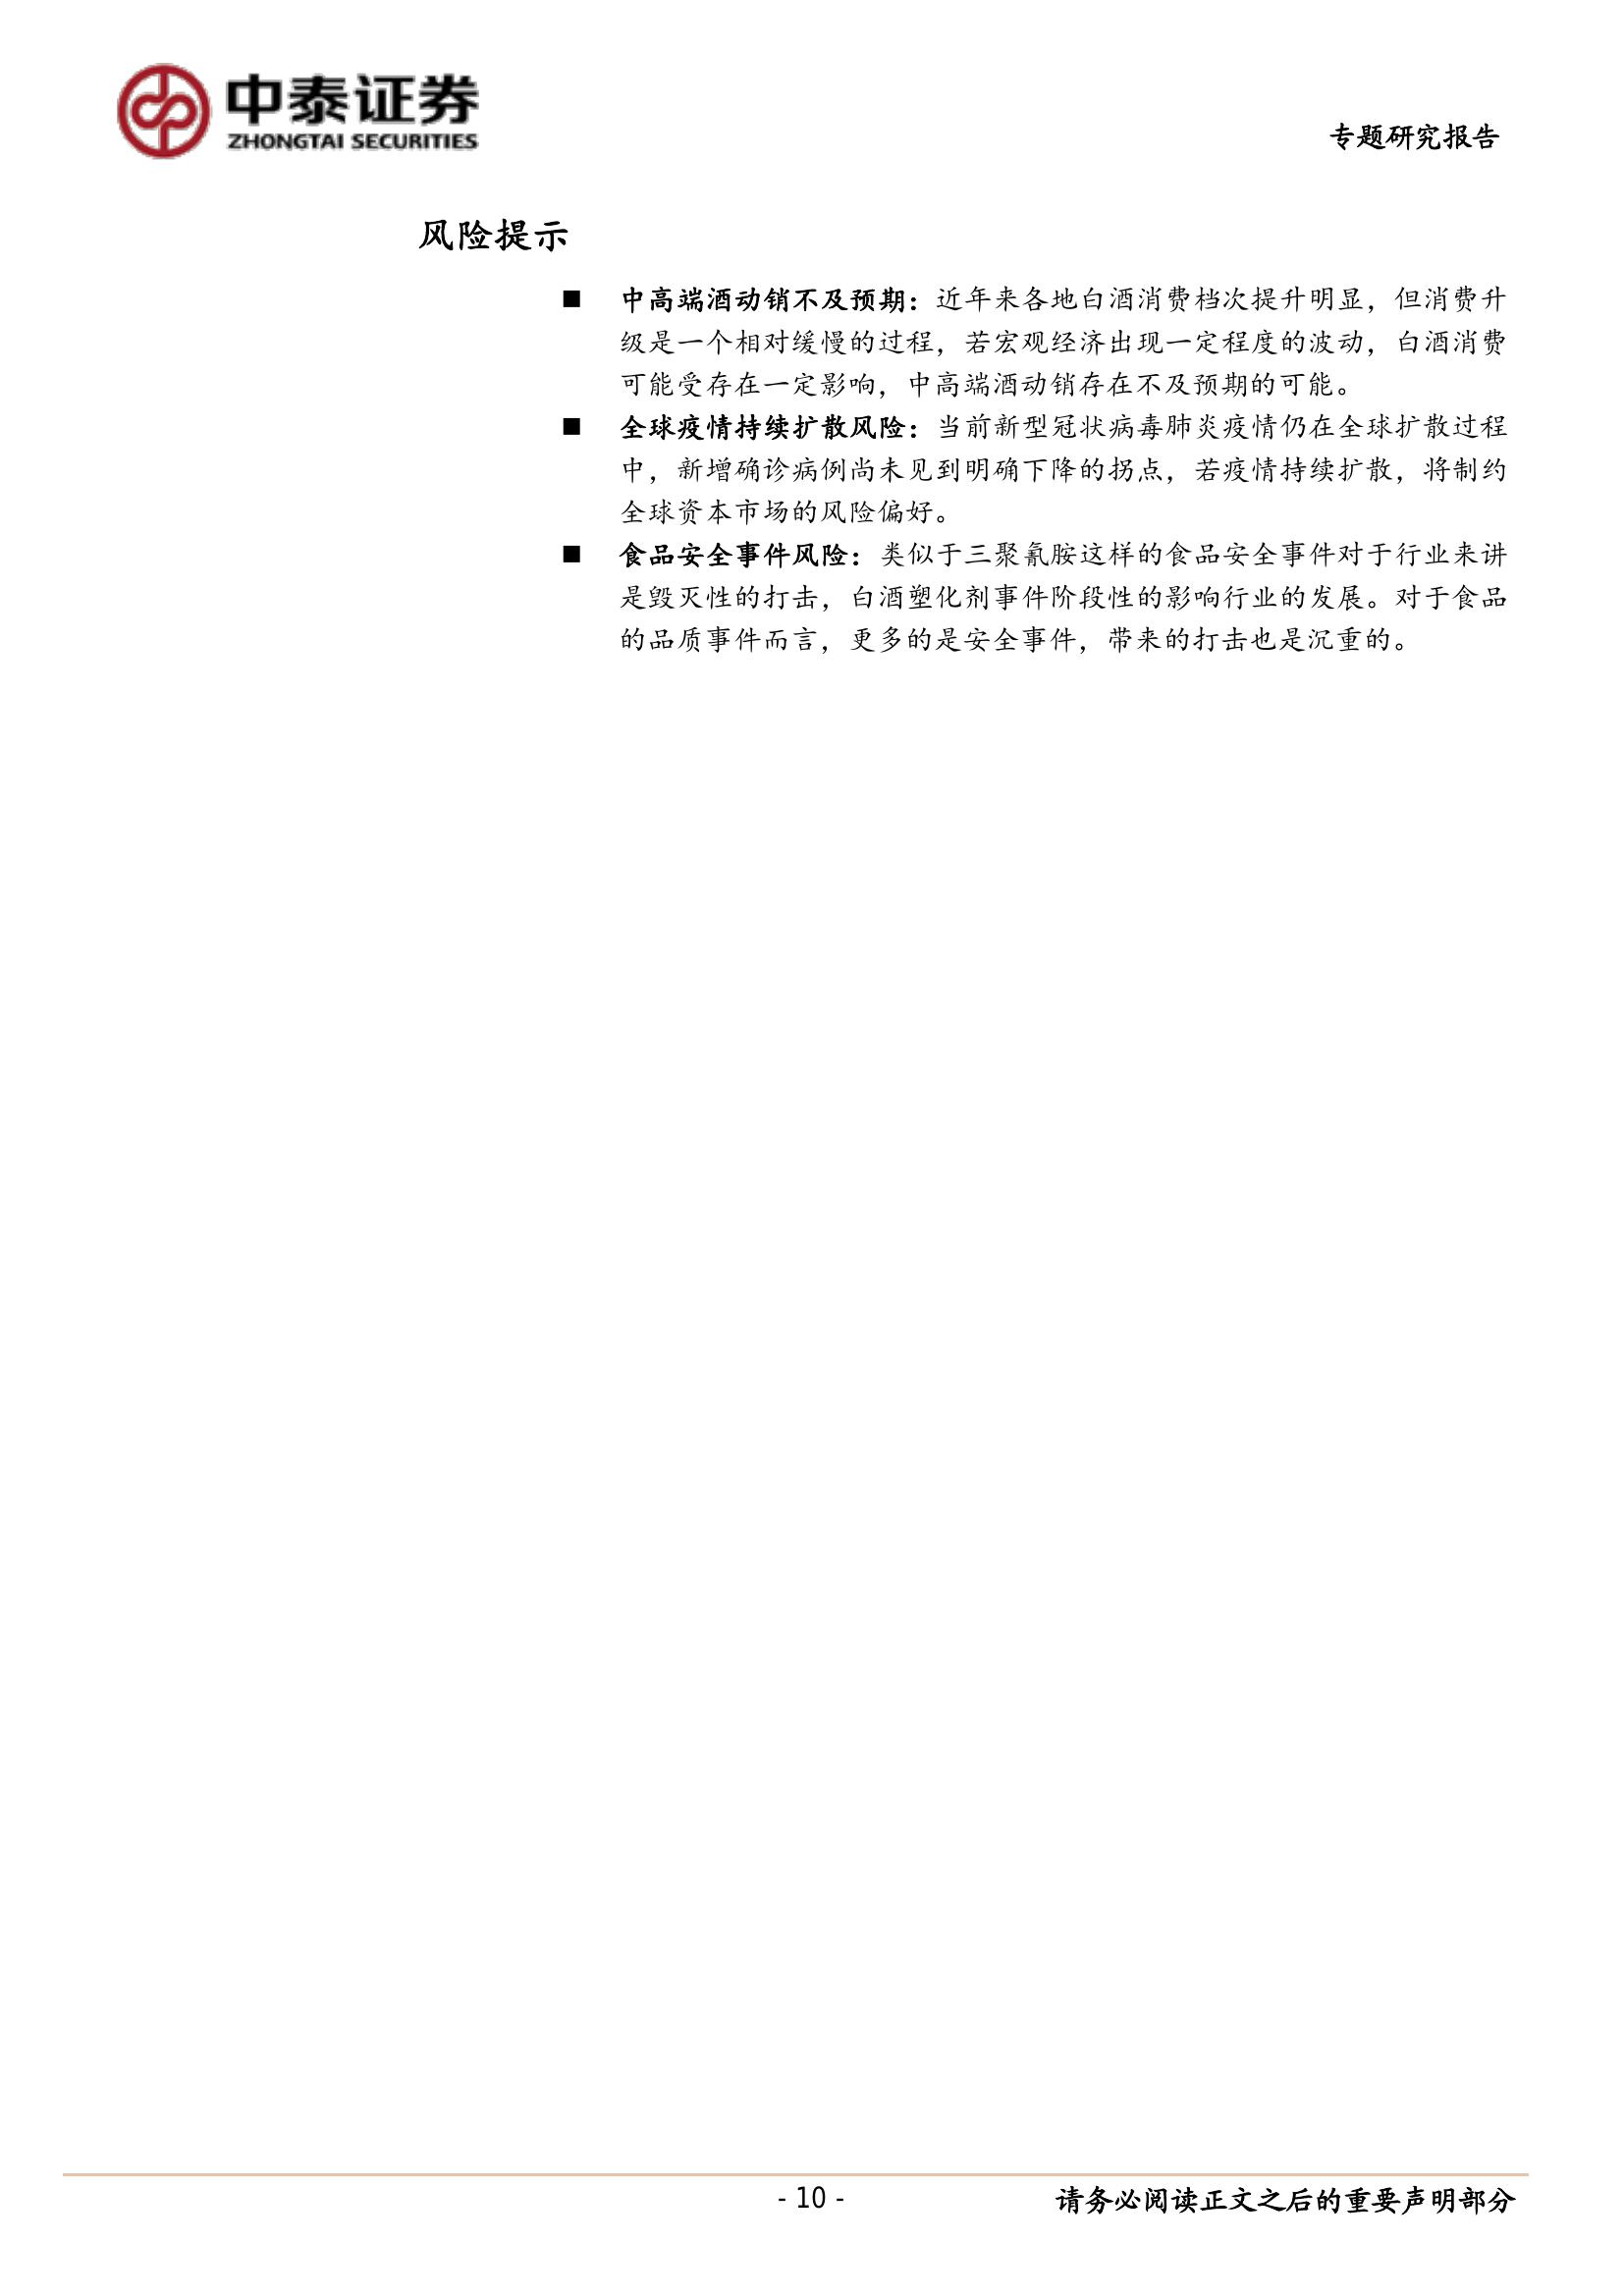 中泰证券
ZHONGTAI SECURITIES
专题研究报告
风险提示
■ 中高端酒动销不及预期：近年来各地白酒消费档次提升明显，但消费升
级是一个相对缓慢的过程，若宏观经济出现一定程度的波动，白酒消费
可能受存在一定影响，中高端酒动销存在不及预期的可能。
■ 全球疫情持续扩散风险：当前新型冠状病毒肺炎疫情仍在全球扩散过程
中，新增确诊病例尚未见到明确下降的拐点，若疫情持续扩散，将制约
全球资本市场的风险偏好。
■ 食品安全事件风险：类似于三聚氰胺这样的食品安全事件对于行业来讲
是毁灭性的打击，白酒塑化剂事件阶段性的影响行业的发展。对于食品
的品质事件而言，更多的是安全事件，带来的打击也是沉重的。
- 10 -
请务必阅读正文之后的重要声明部分